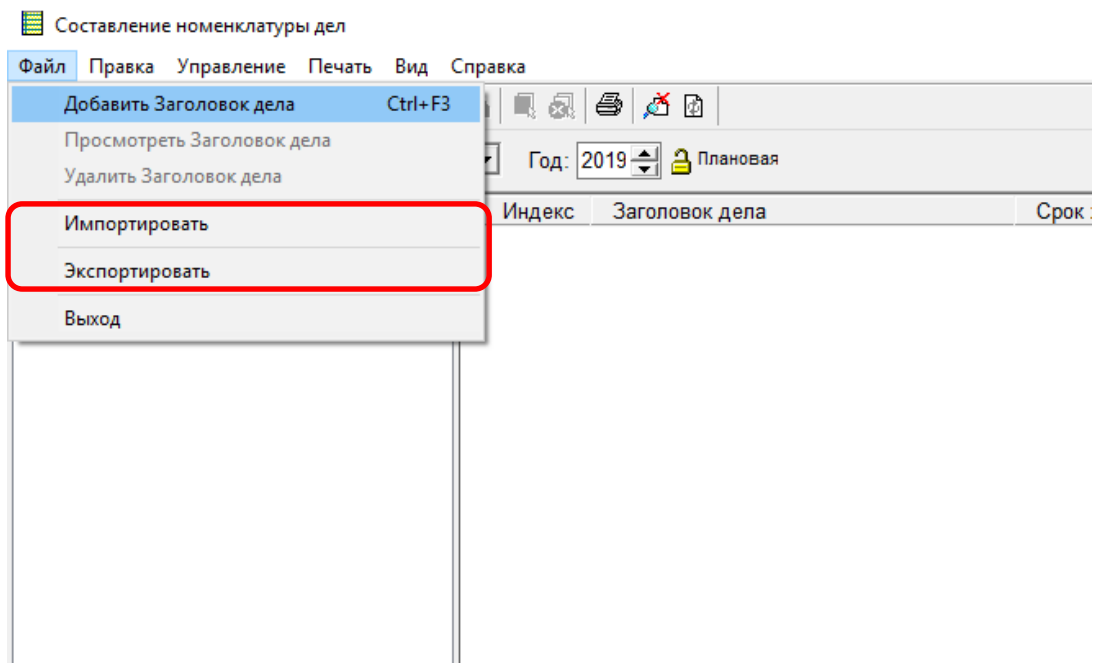 Составление номенклатуры дел
Файл Правка Управление Печать Вид Справка
Добавить Заголовок дела Ctrl+F3
Просмотреть Заголовок дела
Удалить Заголовок дела
Импортировать
Экспортировать
Выход
Год: 2019 Плановая
Индекс Заголовок дела Срок